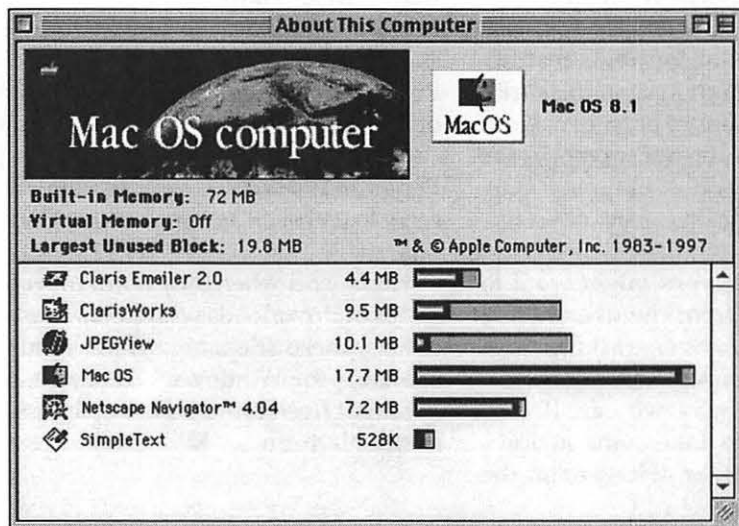 About This Computer
Mac OS computer
MacOS
Mac OS 8.1
Built-in Memory: 72 MB
Virtual Memory: Off
Largest Unused Block: 19.8 MB ™ & © Apple Computer, Inc. 1983-1997
Claris Emailer 2.0 4.4 MB
ClarisWorks 9.5 MB
JPEGView 10.1 MB
Mac OS 17.7 MB
Netscape Navigator™ 4.04 7.2 MB
SimpleText 528K